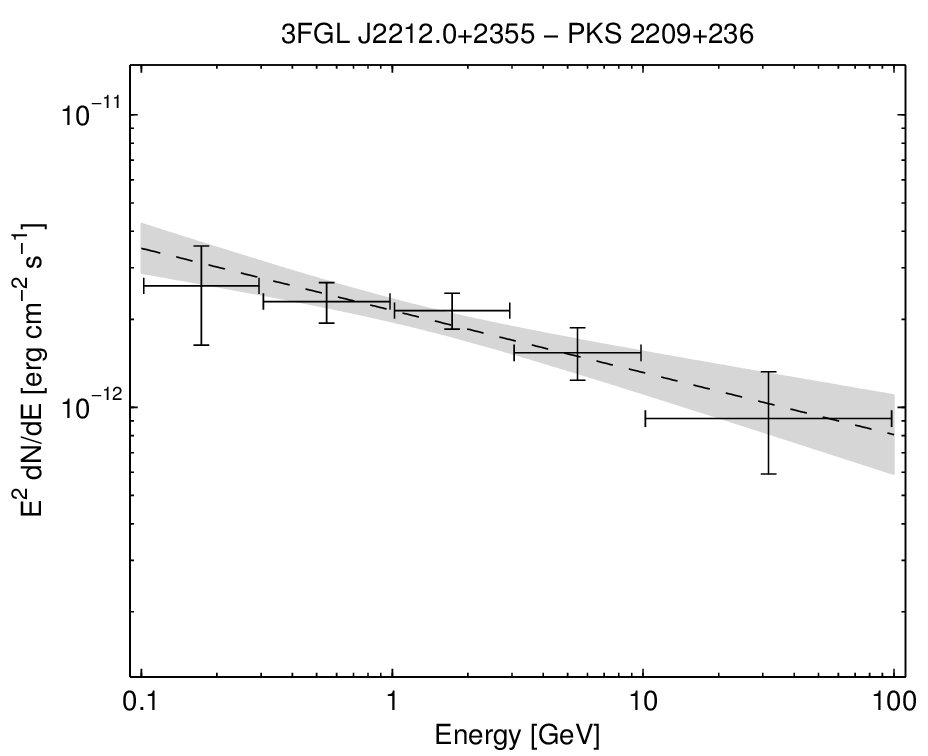 3FGL J2212.0+2355 − PKS 2209+236
10⁻¹¹
10⁻¹²
E² dN/dE [erg cm⁻² s⁻¹]
0.1 1 10 100
Energy [GeV]